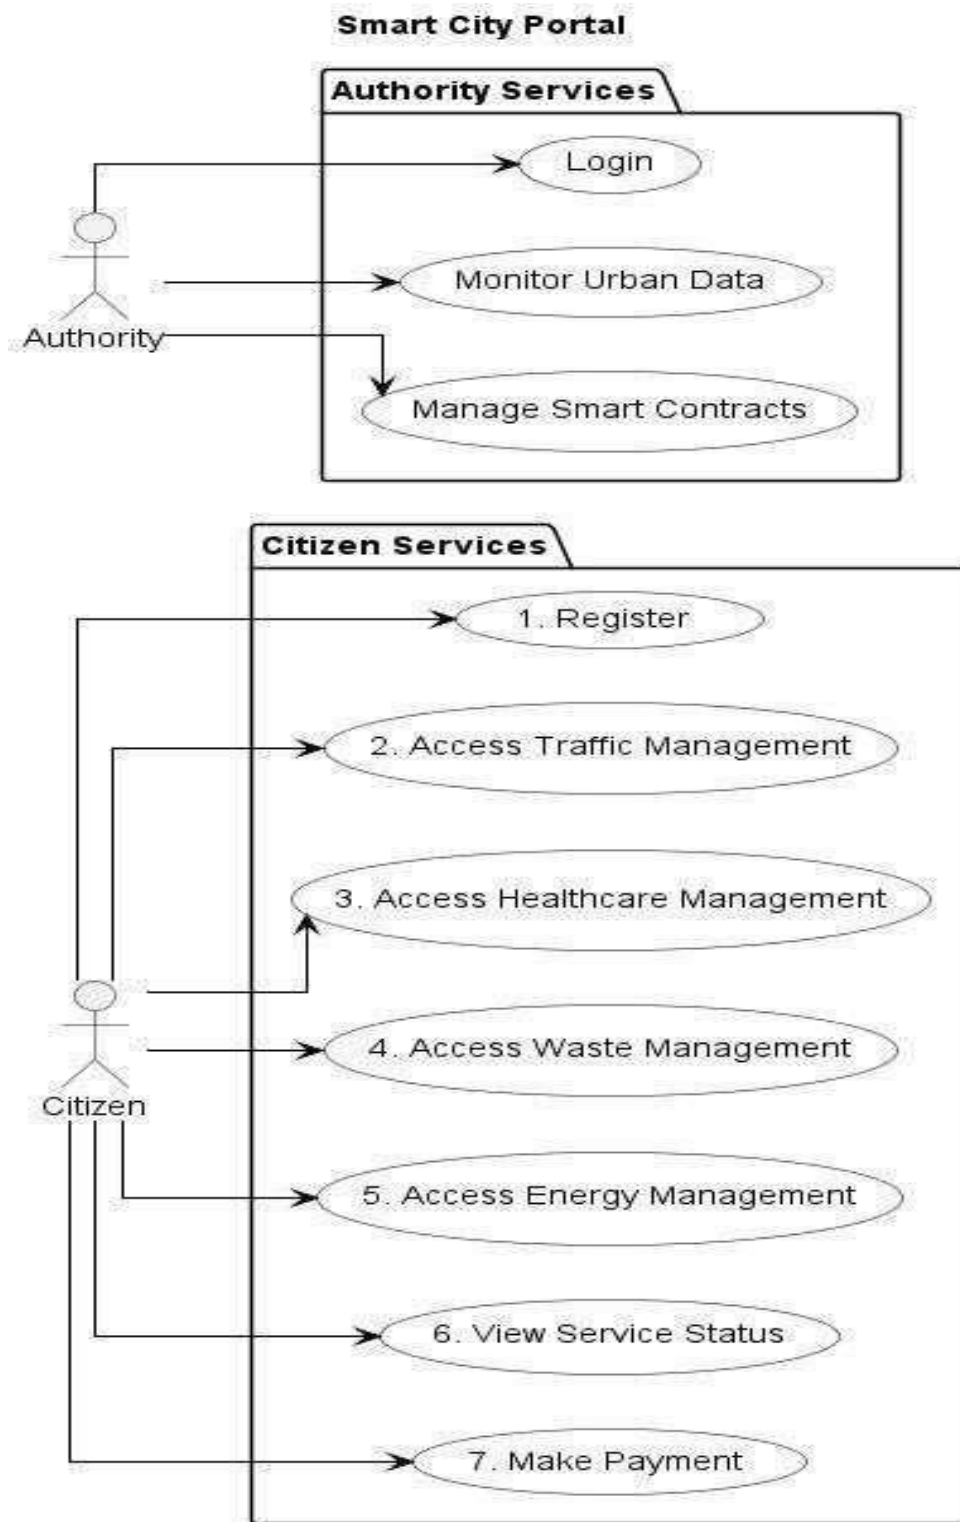 Smart City Portal
Authority Services
Login
Monitor Urban Data
Authority
Manage Smart Contracts
Citizen Services
1. Register
2. Access Traffic Management
3. Access Healthcare Management
4. Access Waste Management
Citizen
5. Access Energy Management
6. View Service Status
7. Make Payment